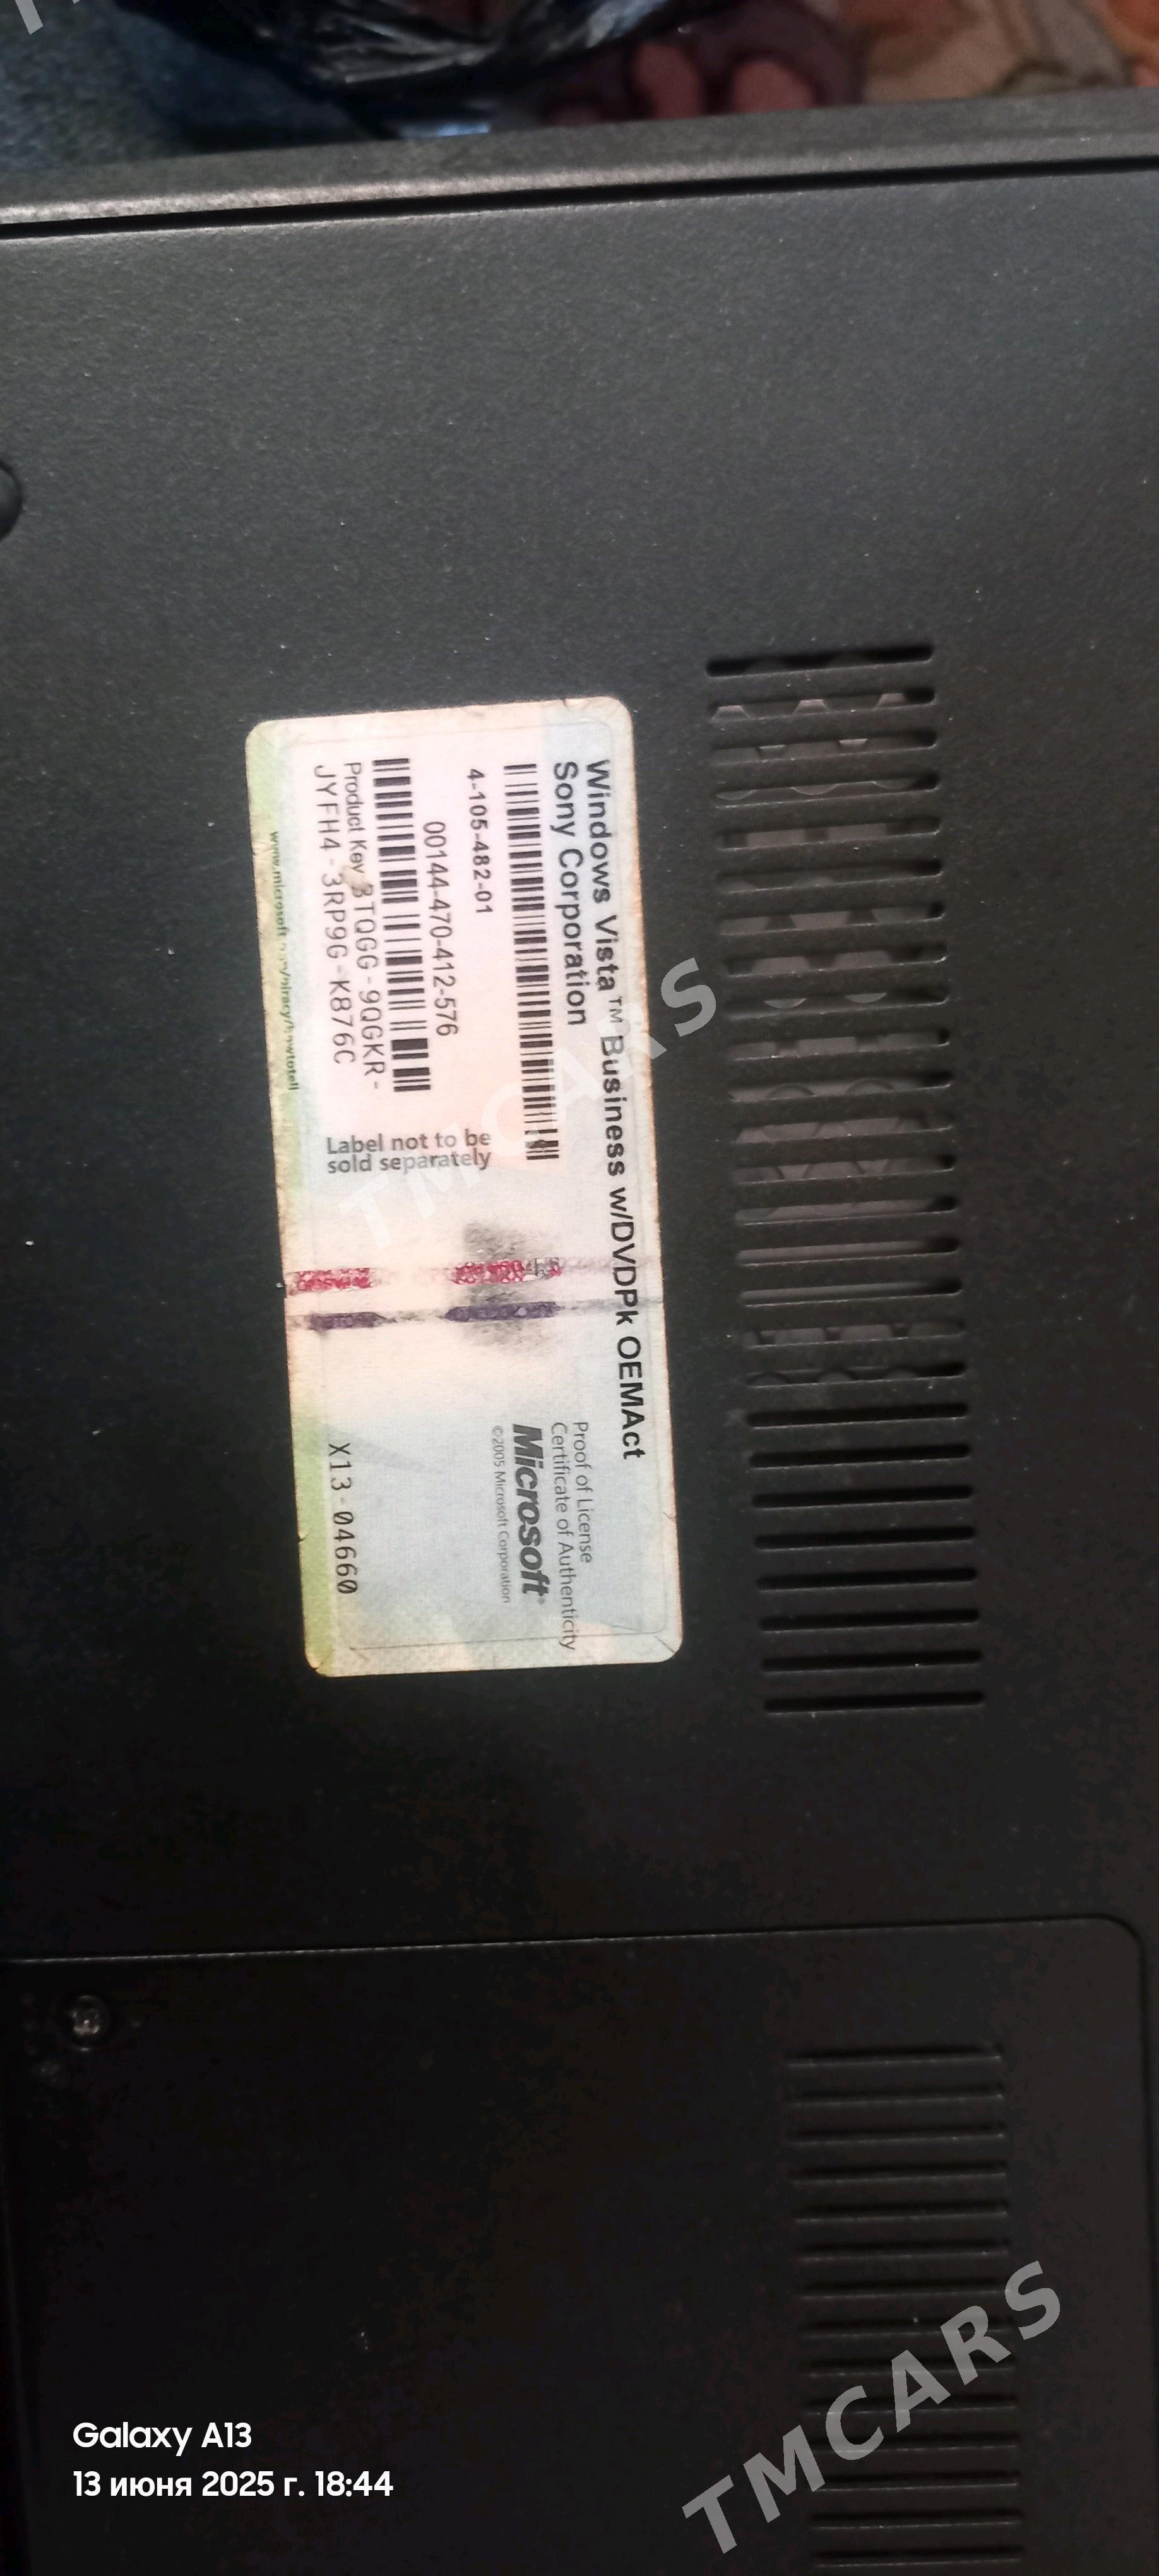 Windows Vista™ Business w/DVDPk OEMAct
Sony Corporation
4-105-482-01
00144-470-412-576
Product Key 3TQGG-9QGKR-
JYFH4-3RP9G-K876C
Label not to be
sold separately
Proof of License
Certificate of Authenticity
Microsoft®
©2005 Microsoft Corporation
X13-04660
TMCARS
TMCARS
Galaxy A13
13 июня 2025 г. 18:44